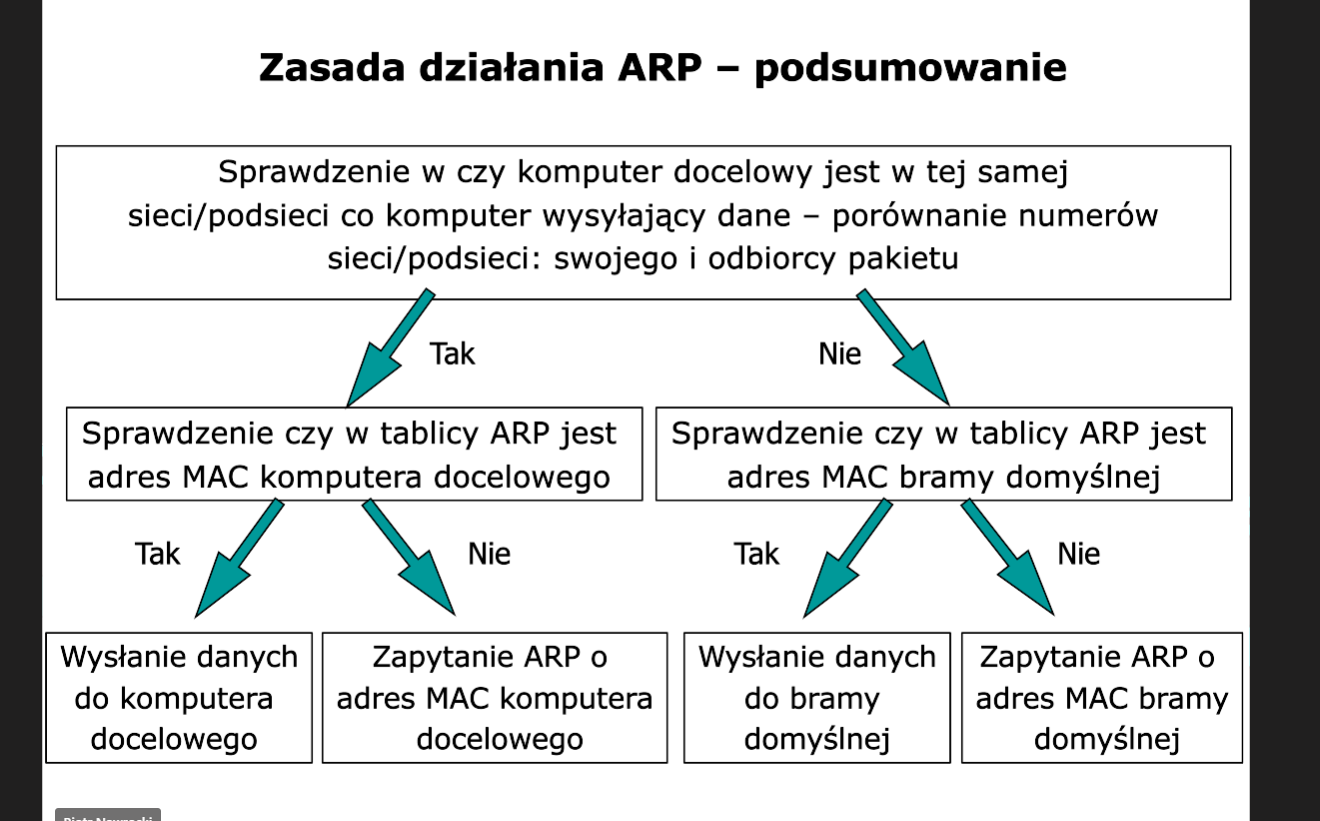 Zasada działania ARP – podsumowanie
Sprawdzenie w czy komputer docelowy jest w tej samej
sieci/podsieci co komputer wysyłający dane – porównanie numerów
sieci/podsieci: swojego i odbiorcy pakietu
Tak
Nie
Sprawdzenie czy w tablicy ARP jest
adres MAC komputera docelowego
Sprawdzenie czy w tablicy ARP jest
adres MAC bramy domyślnej
Tak
Nie
Tak
Nie
Wysłanie danych
do komputera
docelowego
Zapytanie ARP o
adres MAC komputera
docelowego
Wysłanie danych
do bramy
domyślnej
Zapytanie ARP o
adres MAC bramy
domyślnej